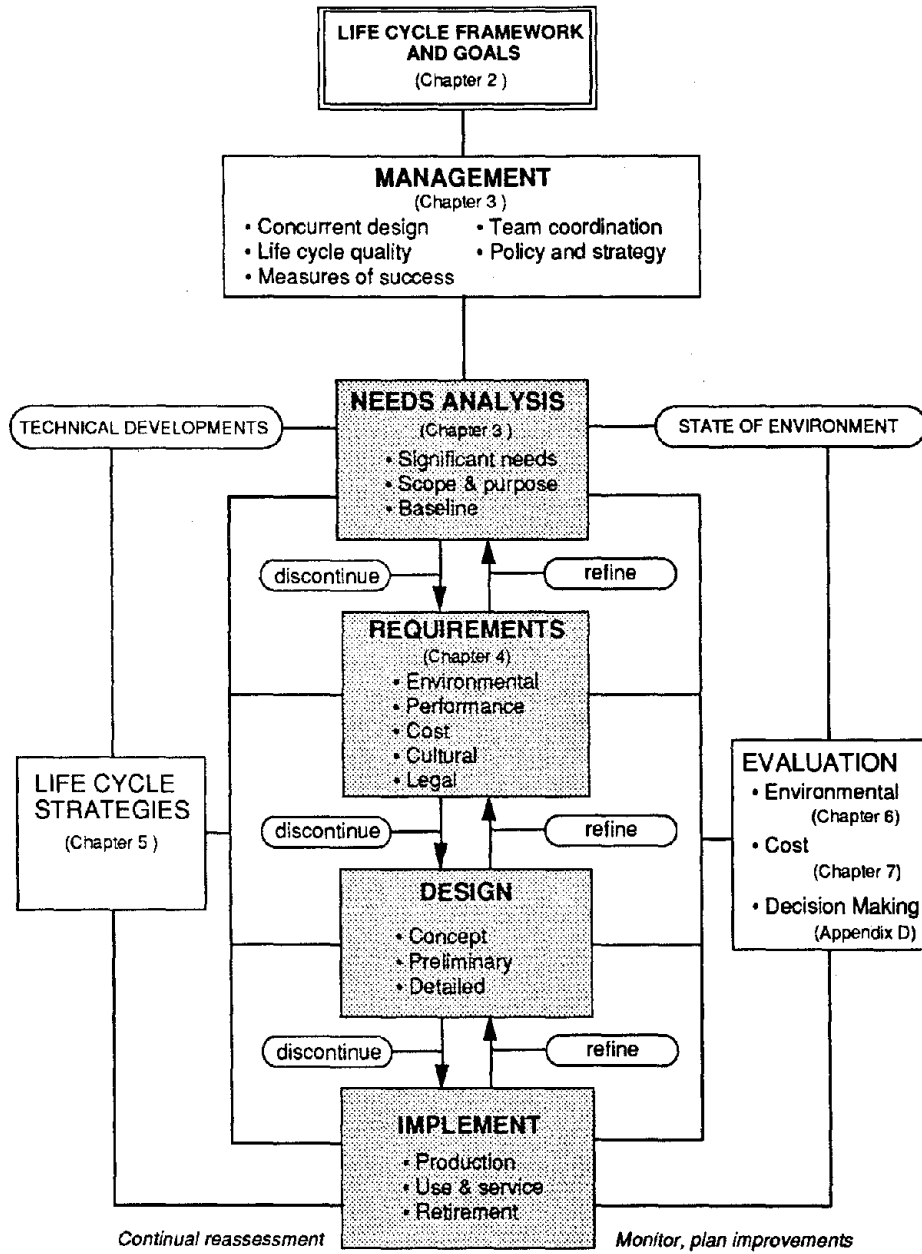 LIFE CYCLE FRAMEWORK
AND GOALS
(Chapter 2 )
MANAGEMENT
(Chapter 3 )
• Concurrent design
• Team coordination
• Life cycle quality
• Policy and strategy
• Measures of success
NEEDS ANALYSIS
(Chapter 3 )
• Significant needs
• Scope & purpose
• Baseline
TECHNICAL DEVELOPMENTS
STATE OF ENVIRONMENT
discontinue
refine
REQUIREMENTS
(Chapter 4)
• Environmental
• Performance
• Cost
• Cultural
• Legal
LIFE CYCLE
STRATEGIES
(Chapter 5 )
EVALUATION
• Environmental
(Chapter 6)
• Cost
(Chapter 7)
• Decision Making
(Appendix D)
discontinue
refine
DESIGN
• Concept
• Preliminary
• Detailed
discontinue
refine
IMPLEMENT
• Production
• Use & service
• Retirement
Continual reassessment
Monitor, plan improvements